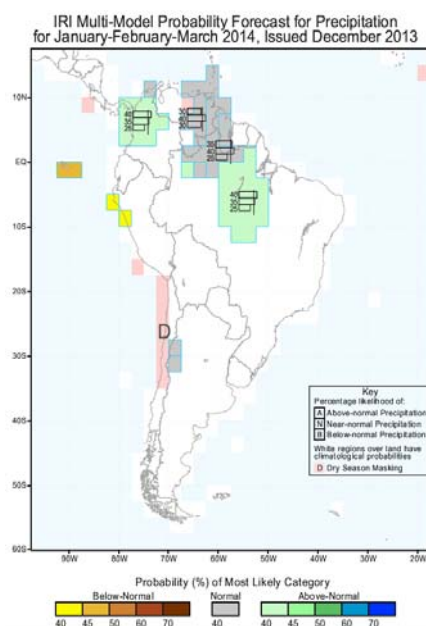 IRI Multi-Model Probability Forecast for Precipitation
for January-February-March 2014, Issued December 2013
10N
EQ
10S
20S
30S
40S
50S
60S
90W 80W 70W 60W 50W 40W 30W 20W
D
Key
Percentage likelihood of:
A Above-normal Precipitation
N Near-normal Precipitation
B Below-normal Precipitation
White regions over land have
climatological probabilities
D Dry Season Masking
Probability (%) of Most Likely Category
Below-Normal Normal Above-Normal
40 45 50 60 70 40 40 45 50 60 70